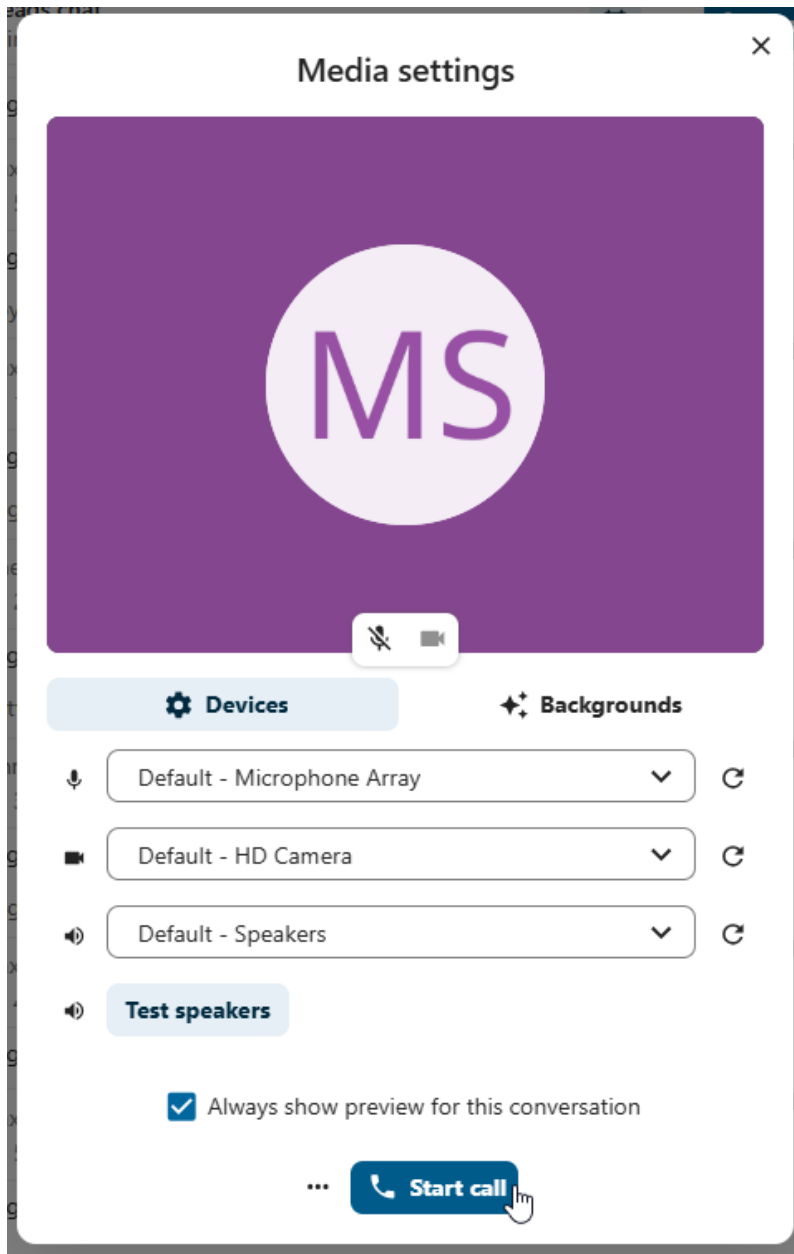 Media settings
MS
Devices
Backgrounds
Default - Microphone Array
Default - HD Camera
Default - Speakers
Test speakers
Always show preview for this conversation
Start call